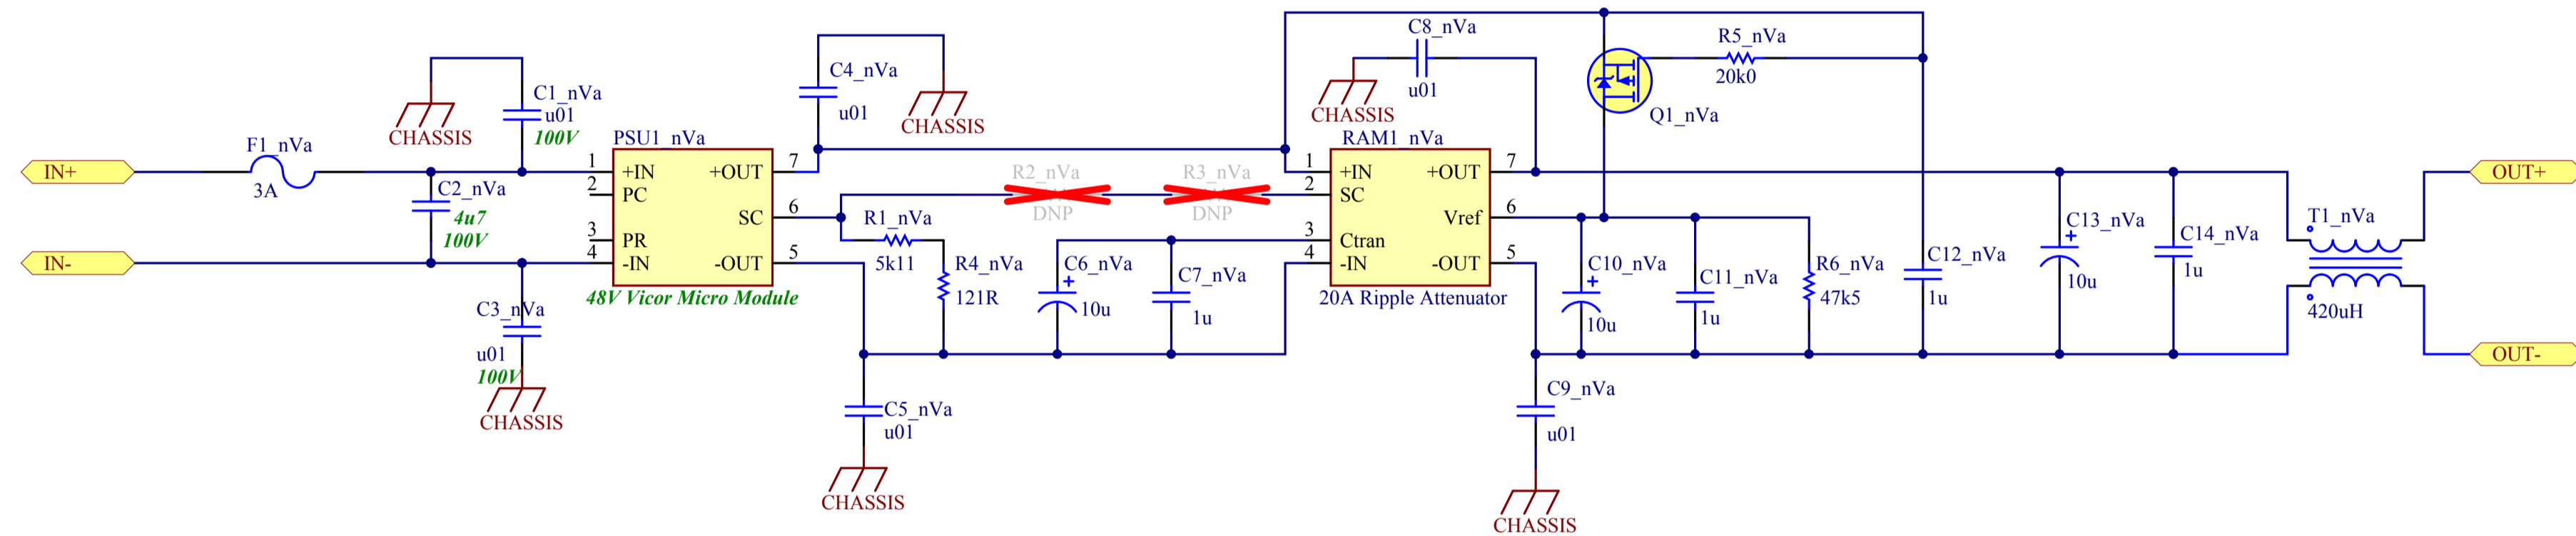 IN+
IN-
F1_nVa
3A
CHASSIS
C1_nVa
u01
100V
C2_nVa
4u7
100V
C3_nVa
u01
100V
CHASSIS
PSU1_nVa
1
+IN
2
PC
3
PR
4
-IN
+OUT
7
SC
6
-OUT
5
48V Vicor Micro Module
C4_nVa
u01
CHASSIS
R1_nVa
5k11
R4_nVa
121R
R2_nVa
DNP
R3_nVa
DNP
C5_nVa
u01
CHASSIS
C6_nVa
+
10u
C7_nVa
1u
C8_nVa
u01
CHASSIS
RAM1_nVa
1
+IN
2
SC
3
Ctran
4
-IN
+OUT
7
Vref
6
-OUT
5
20A Ripple Attenuator
Q1_nVa
R5_nVa
20k0
C9_nVa
u01
CHASSIS
C10_nVa
+
10u
C11_nVa
1u
R6_nVa
47k5
C12_nVa
1u
C13_nVa
+
10u
C14_nVa
1u
T1_nVa
420uH
OUT+
OUT-